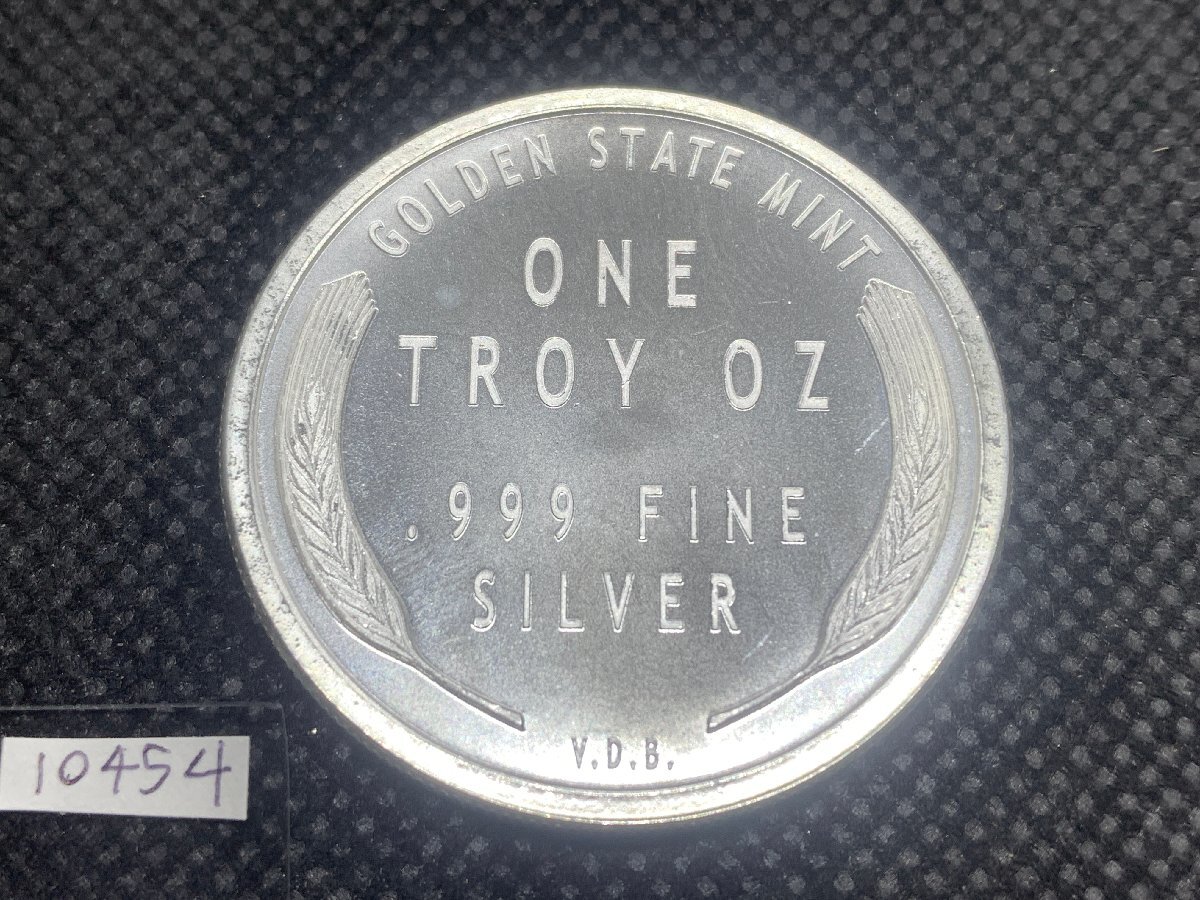 GOLDEN STATE MINT
ONE
TROY OZ
.999 FINE
SILVER
V.D.B.
10454